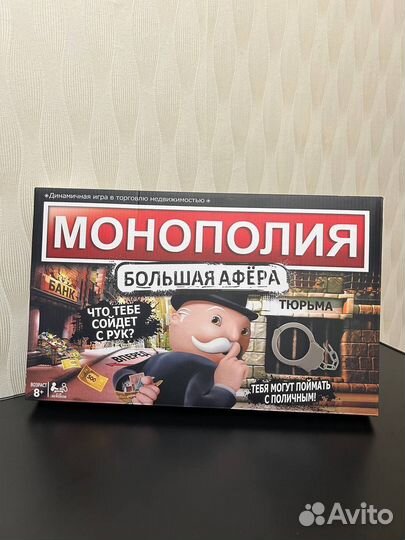 Динамичная игра в торговлю недвижимостью
МОНОПОЛИЯ
БОЛЬШАЯ АФЁРА
БАНК
ТЮРЬМА
ЧТО ТЕБЕ
СОЙДЕТ
С РУК?
ВПЕРЕД
500
ТЕБЯ МОГУТ ПОЙМАТЬ
С ПОЛИЧНЫМ!
ВОЗРАСТ
8+
Avito